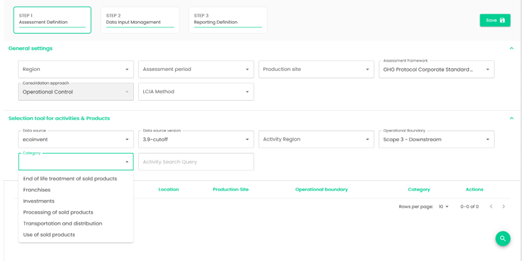 STEP 1
Assessment Definition
STEP 2
Data Input Management
STEP 3
Reporting Definition
Save
General settings
Region
Assessment period
Production site
Assessment Framework
GHG Protocol Corporate Standard...
Consolidation approach
Operational Control
LCIA Method
Selection tool for activities & Products
Data source
ecoinvent
Data source version
3.9-cutoff
Activity Region
Operational Boundary
Scope 3 - Downstream
Category
Activity Search Query
End of life treatment of sold products
Franchises
Investments
Processing of sold products
Transportation and distribution
Use of sold products
Location
Production Site
Operational boundary
Category
Actions
Rows per page: 10 0-0 of 0